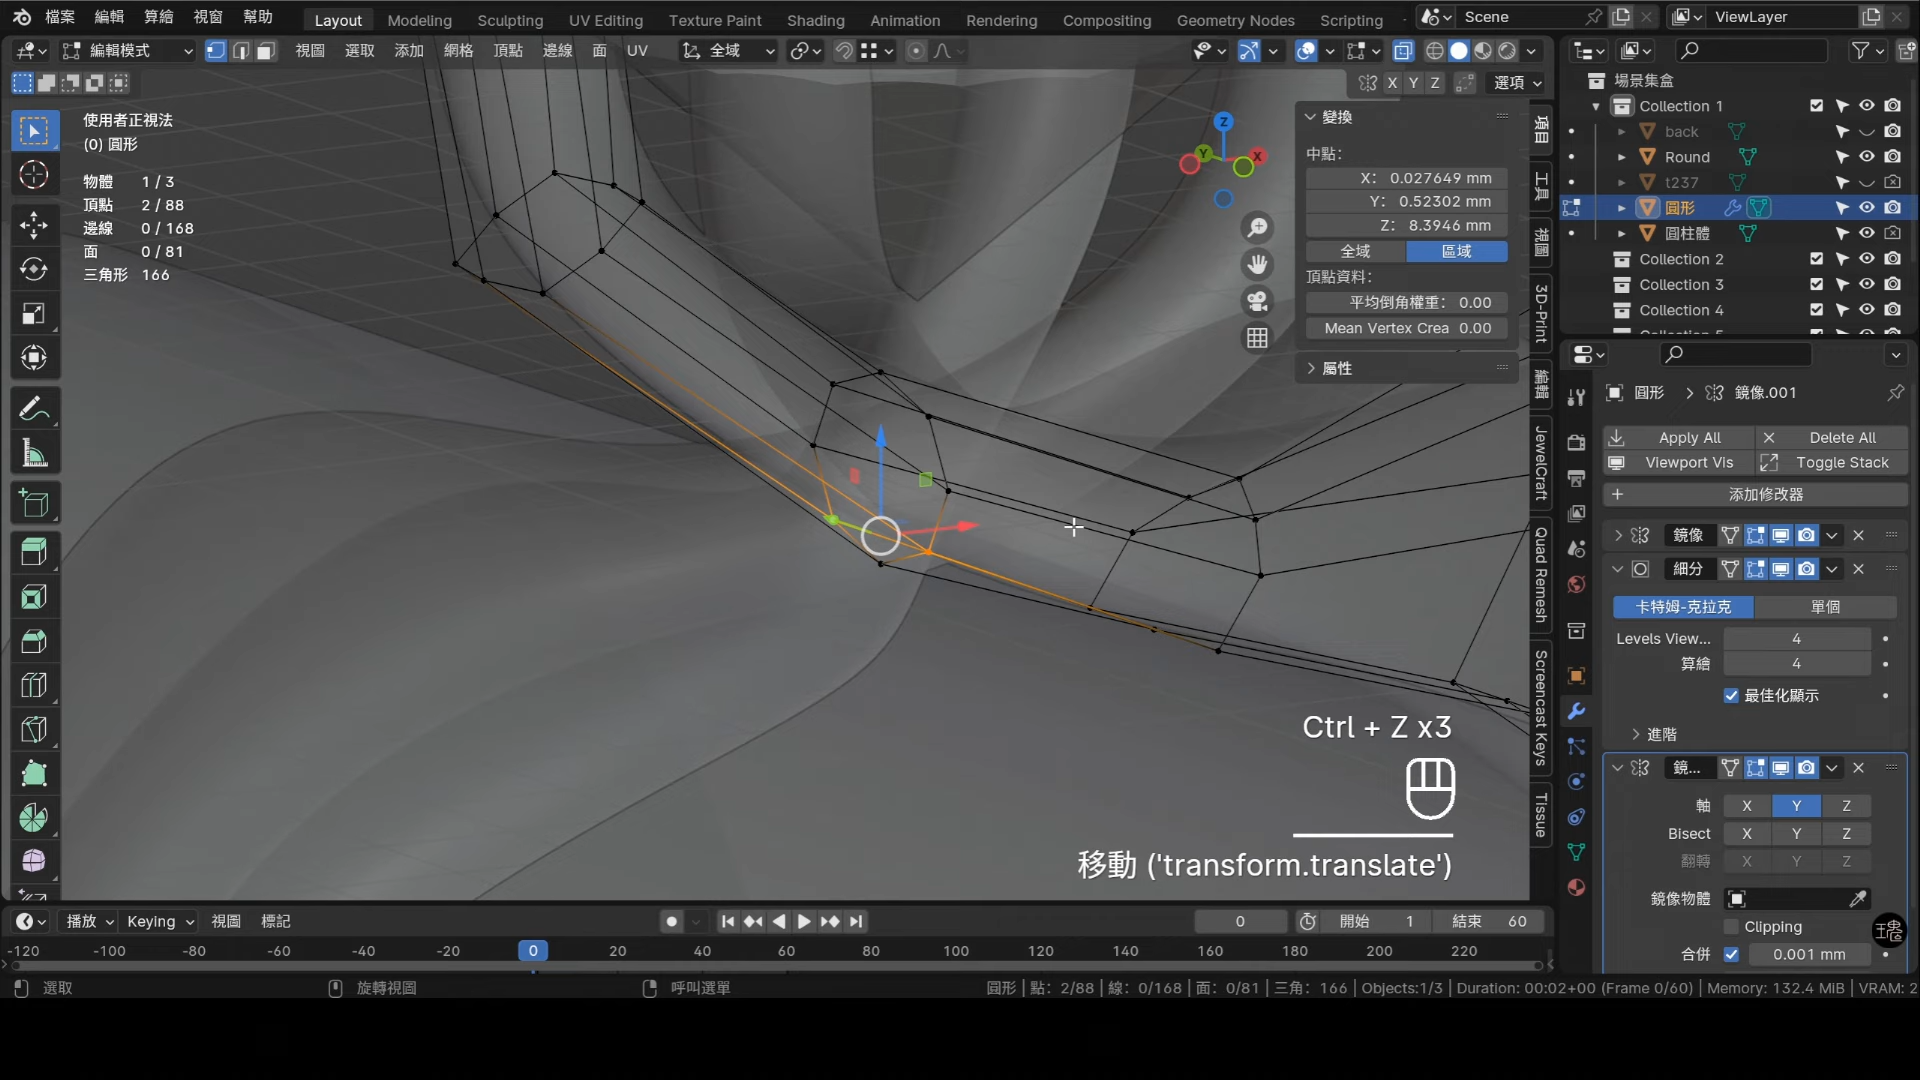 檔案 編輯 算繪 視窗 幫助 Layout Modeling Sculpting UV Editing Texture Paint Shading Animation Rendering Compositing Geometry Nodes Scripting Scene ViewLayer
編輯模式 視圖 選取 添加 網格 頂點 邊線 面 UV 全域
X Y Z 選項
使用者正視法
(0) 圓形
物體 1 / 3
頂點 2 / 88
邊線 0 / 168
面 0 / 81
三角形 166
Z
Y
X
變換
中點:
X: 0.027649 mm
Y: 0.52302 mm
Z: 8.3946 mm
全域 區域
頂點資料:
平均倒角權重: 0.00
Mean Vertex Crea 0.00
屬性
項目
工具
視圖
3D-Print
編輯
JewelCraft
Quad Remesh
Screencast Keys
Tissue
場景集盒
Collection 1
back
Round
t237
圓形
圓柱體
Collection 2
Collection 3
Collection 4
圓形 > 鏡像.001
Apply All Delete All
Viewport Vis Toggle Stack
添加修改器
鏡像
細分
卡特姆-克拉克 單個
Levels View... 4
算繪 4
最佳化顯示
進階
鏡...
軸 X Y Z
Bisect X Y Z
翻轉 X Y Z
鏡像物體
Clipping
合併 0.001 mm
Ctrl + Z x3
移動 ('transform.translate')
播放 Keying 視圖 標記 0 開始 1 結束 60
-120 -100 -80 -60 -40 -20 0 20 40 60 80 100 120 140 160 180 200 220
選取 旋轉視圖 呼叫選單 圓形 | 點: 2/88 | 線: 0/168 | 面: 0/81 | 三角: 166 | Objects:1/3 | Duration: 00:02+00 (Frame 0/60) | Memory: 132.4 MiB | VRAM: 2